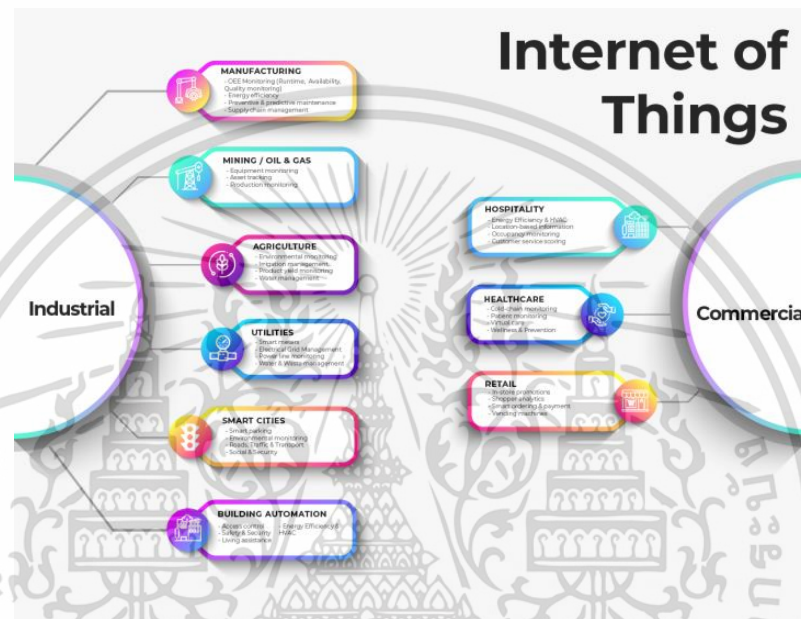 Internet of
Things
Industrial
MANUFACTURING
- OEE Monitoring (Runtime, Availability,
Quality monitoring)
- Energy efficiency
- Preventive & predictive maintenance
- Supply chain management
MINING / OIL & GAS
- Equipment monitoring
- Asset tracking
- Production monitoring
AGRICULTURE
- Environmental monitoring
- Irrigation management
- Product yield monitoring
- Water management
UTILITIES
- Smart meters
- Electrical Grid Management
- Power line monitoring
- Water & Waste management
SMART CITIES
- Smart parking
- Environmental monitoring
- Roads, Traffic & Transport
- Social & Security
BUILDING AUTOMATION
- Access control
- Safety & Security
- Living assistance
- Energy Efficiency &
HVAC
Commercia
HOSPITALITY
- Energy Efficiency & HVAC
- Location-based information
- Occupancy monitoring
- Customer service scoring
HEALTHCARE
- Cold-chain monitoring
- Patient monitoring
- Virtual care
- Wellness & Prevention
RETAIL
- In-store promotions
- Shopper analytics
- Smart ordering & payment
- Vending machines